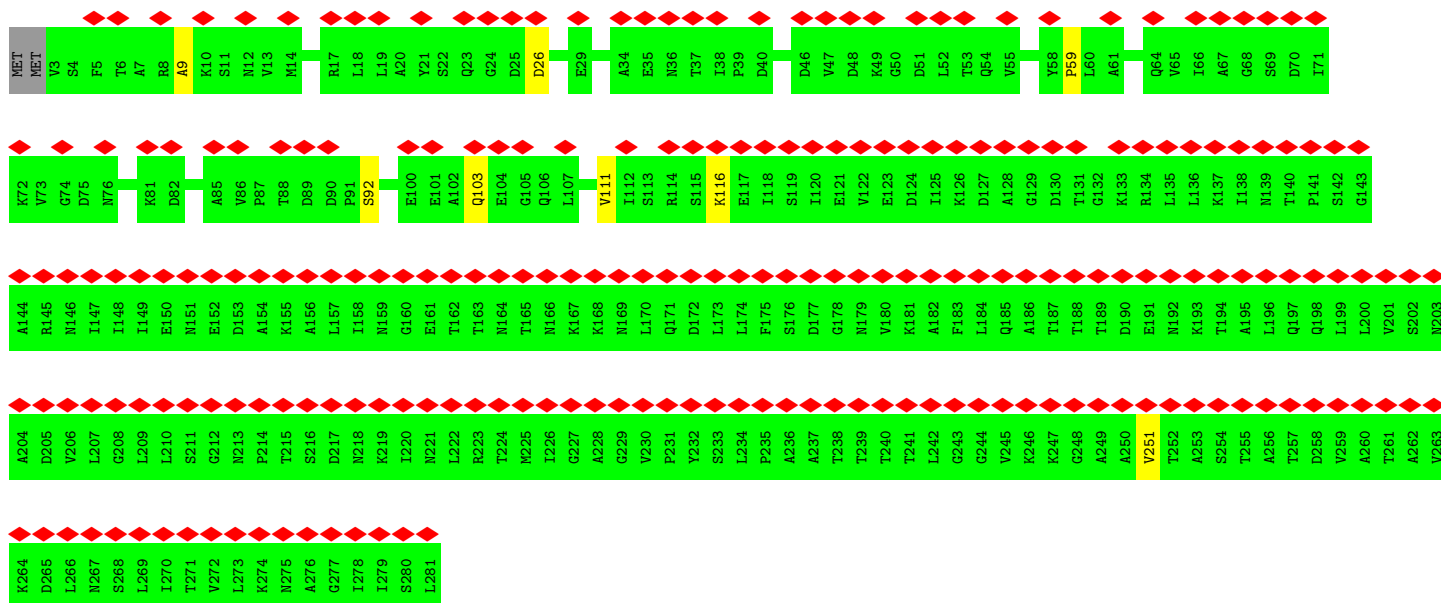 MET MET V3 S4 F5 T6 A7 R8 A9 K10 S11 N12 V13 M14 R17 L18 L19 A20 Y21 S22 Q23 G24 D25 D26 E29 A34 E35 N36 T37 I38 P39 D40 D46 V47 D48 K49 G50 D51 L52 T53 Q54 V55 Y58 P59 L60 A61 Q64 V65 I66 A67 G68 S69 D70 I71
K72 V73 G74 D75 N76 K81 D82 A85 V86 P87 T88 D89 D90 P91 S92 E100 E101 A102 Q103 E104 G105 Q106 L107 V111 I112 S113 R114 S115 K116 E117 I118 S119 I120 E121 V122 E123 D124 I125 K126 D127 A128 G129 D130 T131 G132 K133 R134 L135 L136 K137 I138 N139 T140 P141 S142 G143
A144 R145 N146 I147 I148 I149 E150 N151 E152 D153 A154 K155 A156 L157 I158 N159 G160 E161 T162 T163 N164 T165 N166 K167 K168 N169 L170 Q171 D172 L173 L174 F175 S176 D177 G178 N179 V180 K181 A182 F183 L184 Q185 A186 T187 T188 T189 D190 E191 N192 K193 T194 A195 L196 Q197 Q198 L199 L200 V201 S202 N203
A204 D205 V206 L207 G208 L209 L210 S211 G212 N213 P214 T215 S216 D217 N218 K219 I220 N221 L222 R223 T224 M225 I226 G227 A228 G229 V230 P231 Y232 S233 L234 P235 A236 A237 T238 T239 T240 T241 L242 G243 G244 V245 K246 K247 G248 A249 A250 V251 T252 A253 S254 T255 A256 T257 D258 V259 A260 T261 A262 V263
K264 D265 L266 N267 S268 L269 I270 T271 V272 L273 K274 N275 A276 G277 I278 I279 S280 L281